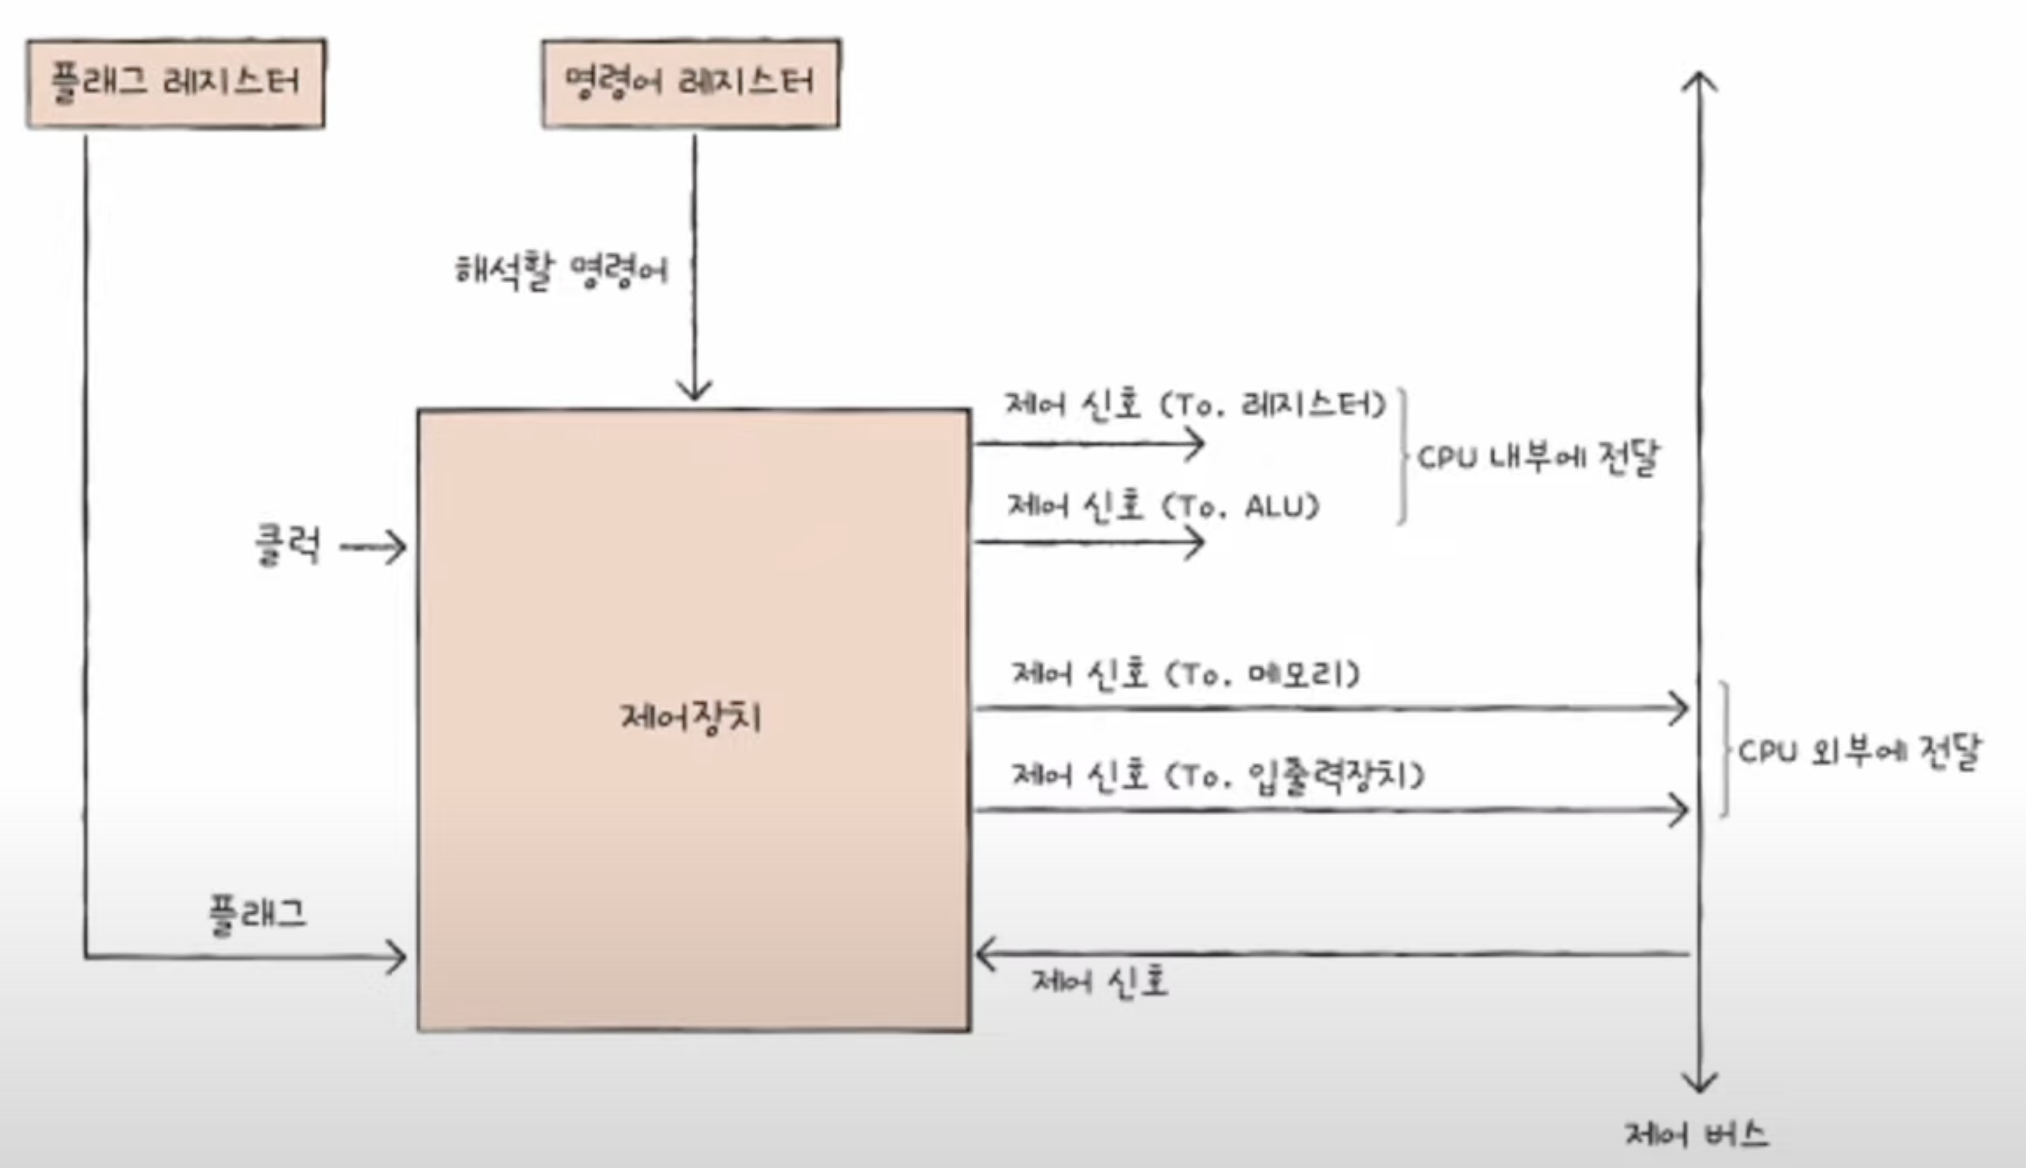 플래그 레지스터
명령어 레지스터
해석할 명령어
제어 신호 (To. 레지스터)
CPU 내부에 전달
제어 신호 (To. ALU)
클럭
제어 신호 (To. 메모리)
제어장치
CPU 외부에 전달
제어 신호 (To. 입출력장치)
플래그
제어 신호
제어 버스